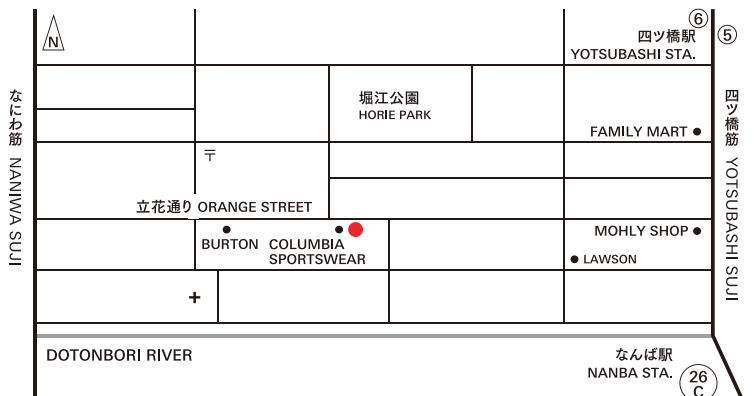 N
⑥
四ツ橋駅
YOTSUBASHI STA.
⑤
堀江公園
HORIE PARK
なにわ筋 NANIWA SUJI
四ツ橋筋 YOTSUBASHI SUJI
FAMILY MART
〒
立花通り ORANGE STREET
BURTON
COLUMBIA
SPORTSWEAR
MOHLY SHOP
LAWSON
DOTONBORI RIVER
なんば駅
NANBA STA.
26
C